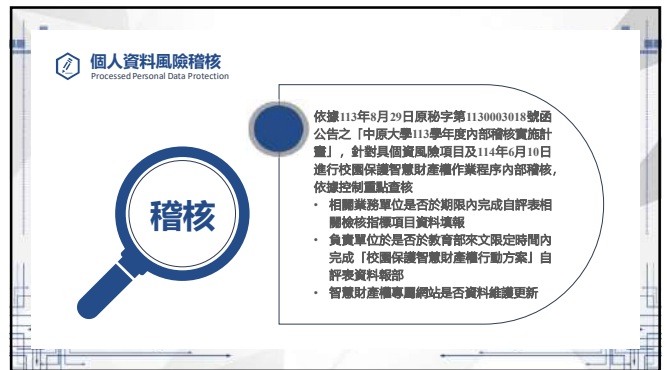 個人資料風險稽核
Processed Personal Data Protection
稽核
依據113年8月29日原秘字第1130003018號函
公告之「中原大學113學年度內部稽核實施計
畫」，針對具個資風險項目及114年6月10日
進行校園保護智慧財產權作業程序內部稽核，
依據控制重點查核
• 相關業務單位是否於期限內完成自評表相
關檢核指標項目資料填報
• 負責單位於是否於教育部來文限定時間內
完成「校園保護智慧財產權行動方案」自
評表資料報部
• 智慧財產權專屬網站是否資料維護更新